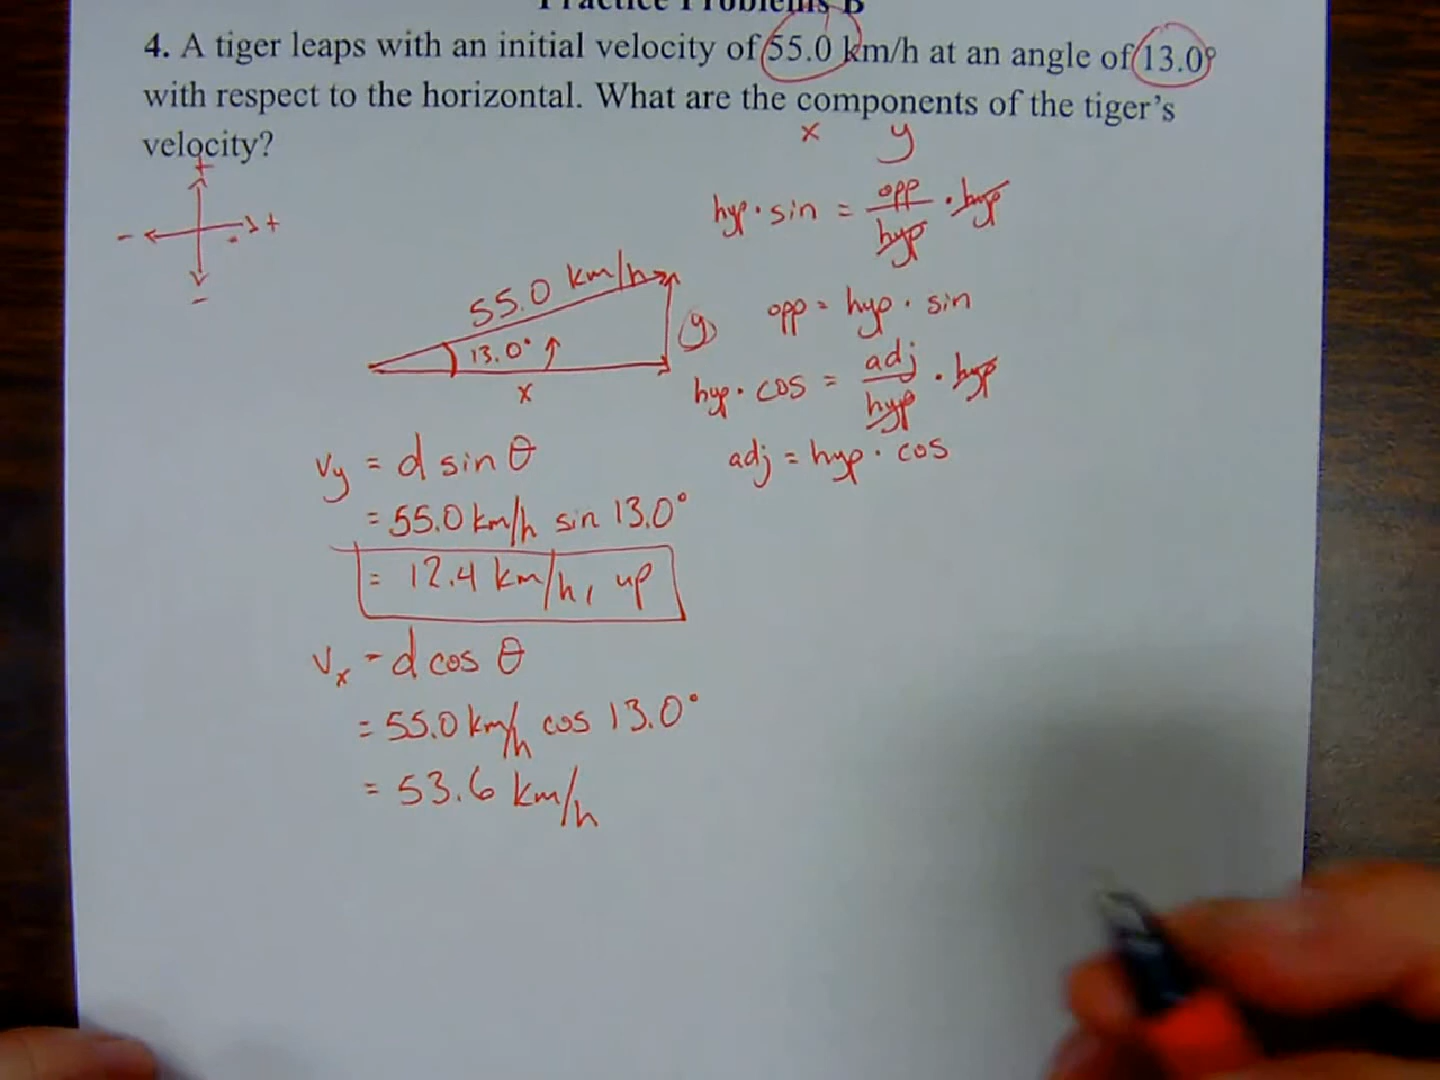 Practice Problems B
4. A tiger leaps with an initial velocity of 55.0 km/h at an angle of 13.0°
with respect to the horizontal. What are the components of the tiger's
velocity?
x y
+
- +
-
hyp · sin = opp/hyp · hyp
55.0 km/h
13.0°
y
x
opp = hyp · sin
hyp · cos = adj/hyp · hyp
adj = hyp · cos
vy = d sin θ
= 55.0 km/h sin 13.0°
= 12.4 km/h, up
vx = d cos θ
= 55.0 km/h cos 13.0°
= 53.6 km/h